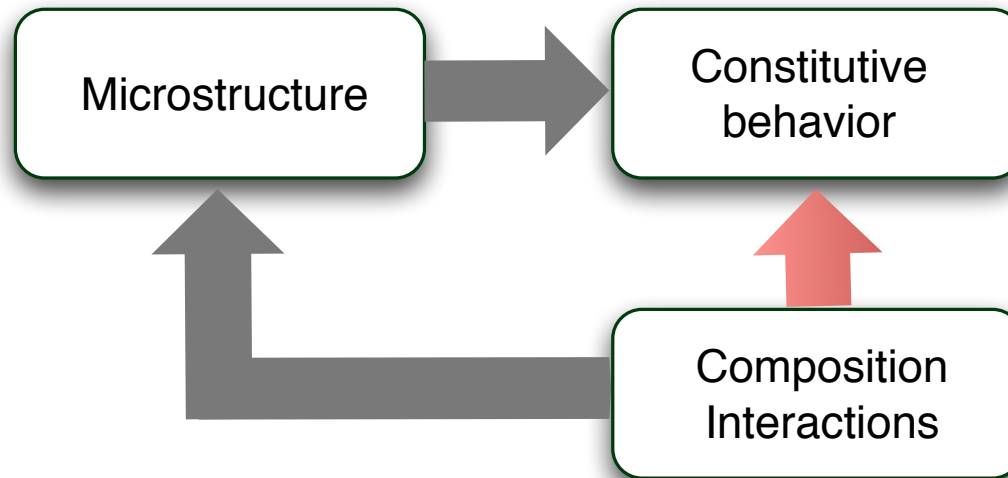 Microstructure
Constitutive
behavior
Composition
Interactions